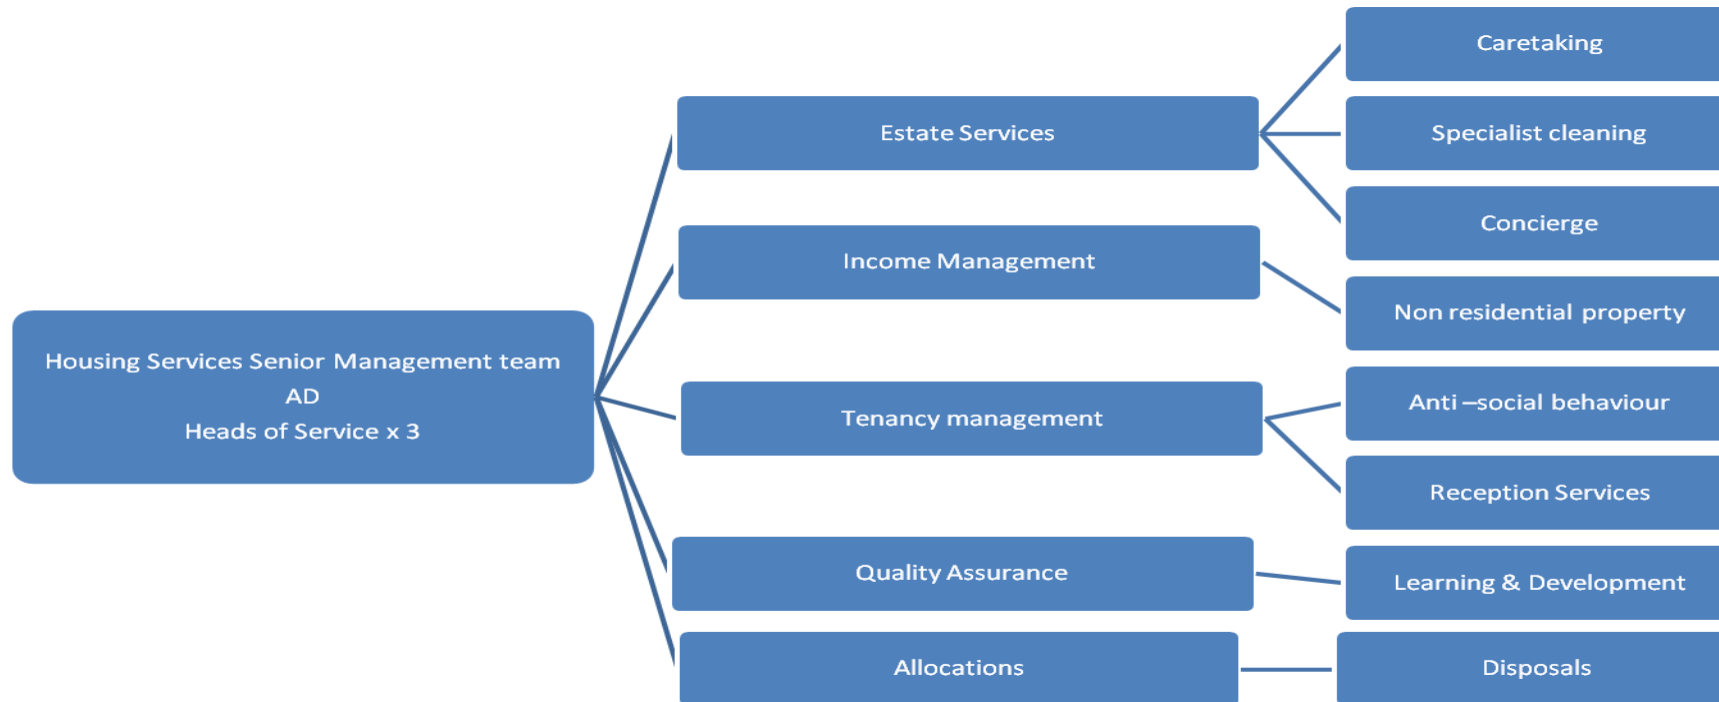 Housing Services Senior Management team
AD
Heads of Service x 3
Estate Services
Income Management
Tenancy management
Quality Assurance
Allocations
Caretaking
Specialist cleaning
Concierge
Non residential property
Anti –social behaviour
Reception Services
Learning & Development
Disposals